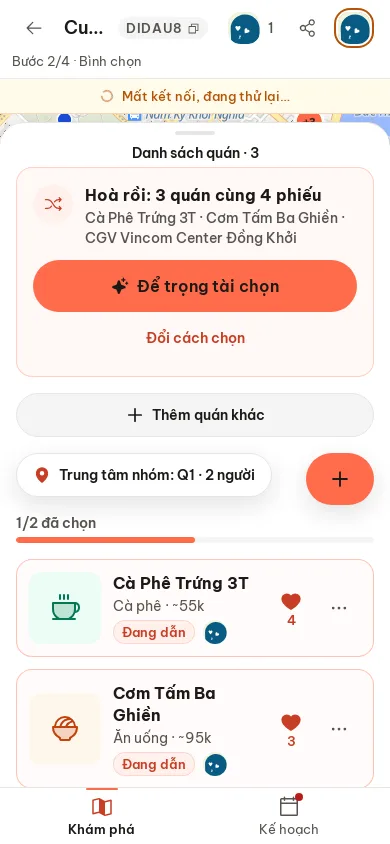 Cu...
DIDAU8
1
Bước 2/4 · Bình chọn
Mất kết nối, đang thử lại...
Danh sách quán · 3
Hoà rồi: 3 quán cùng 4 phiếu
Cà Phê Trứng 3T · Cơm Tấm Ba Ghiền ·
CGV Vincom Center Đồng Khởi
Để trọng tài chọn
Đổi cách chọn
Thêm quán khác
Trung tâm nhóm: Q1 · 2 người
1/2 đã chọn
Cà Phê Trứng 3T
Cà phê · ~55k
Đang dẫn
4
Cơm Tấm Ba
Ghiền
Ăn uống · ~95k
Đang dẫn
3
Khám phá
Kế hoạch